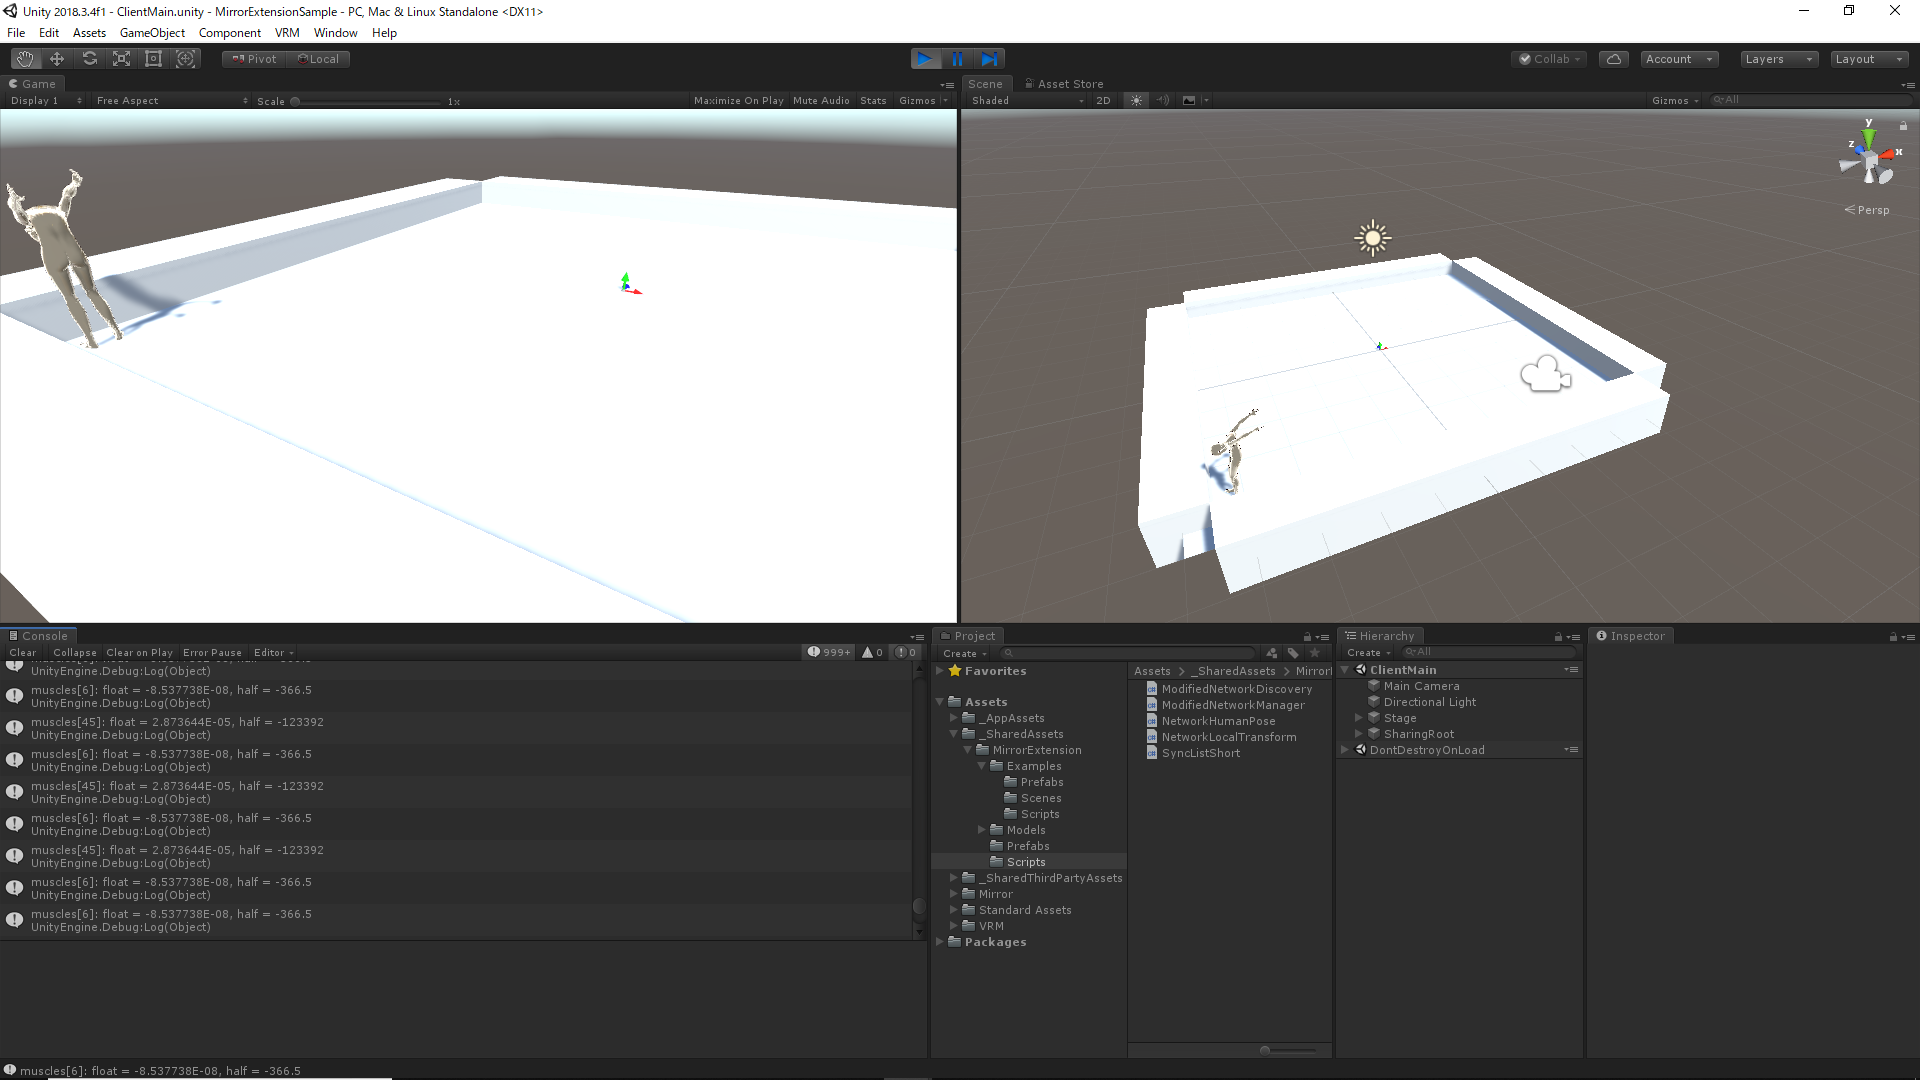 Unity 2018.3.4f1 - ClientMain.unity - MirrorExtensionSample - PC, Mac & Linux Standalone <DX11>
File Edit Assets GameObject Component VRM Window Help
Pivot Local Collab Account Layers Layout
Game
Display 1 Free Aspect Scale 1x Maximize On Play Mute Audio Stats Gizmos
Scene Asset Store
Shaded 2D Gizmos All
y
z
x
Persp
Console
Clear Collapse Clear on Play Error Pause Editor 999+ 0 0
UnityEngine.Debug:Log(Object)
muscles[6]: float = -8.537738E-08, half = -366.5
UnityEngine.Debug:Log(Object)
muscles[45]: float = 2.873644E-05, half = -123392
UnityEngine.Debug:Log(Object)
muscles[6]: float = -8.537738E-08, half = -366.5
UnityEngine.Debug:Log(Object)
muscles[45]: float = 2.873644E-05, half = -123392
UnityEngine.Debug:Log(Object)
muscles[6]: float = -8.537738E-08, half = -366.5
UnityEngine.Debug:Log(Object)
muscles[45]: float = 2.873644E-05, half = -123392
UnityEngine.Debug:Log(Object)
muscles[6]: float = -8.537738E-08, half = -366.5
UnityEngine.Debug:Log(Object)
muscles[6]: float = -8.537738E-08, half = -366.5
UnityEngine.Debug:Log(Object)
Project
Create
Favorites
Assets
_AppAssets
_SharedAssets
MirrorExtension
Examples
Prefabs
Scenes
Scripts
Models
Prefabs
Scripts
_SharedThirdPartyAssets
Mirror
Standard Assets
VRM
Packages
Assets > _SharedAssets > Mirror
ModifiedNetworkDiscovery
ModifiedNetworkManager
NetworkHumanPose
NetworkLocalTransform
SyncListShort
Hierarchy
Create All
ClientMain
Main Camera
Directional Light
Stage
SharingRoot
DontDestroyOnLoad
Inspector
muscles[6]: float = -8.537738E-08, half = -366.5